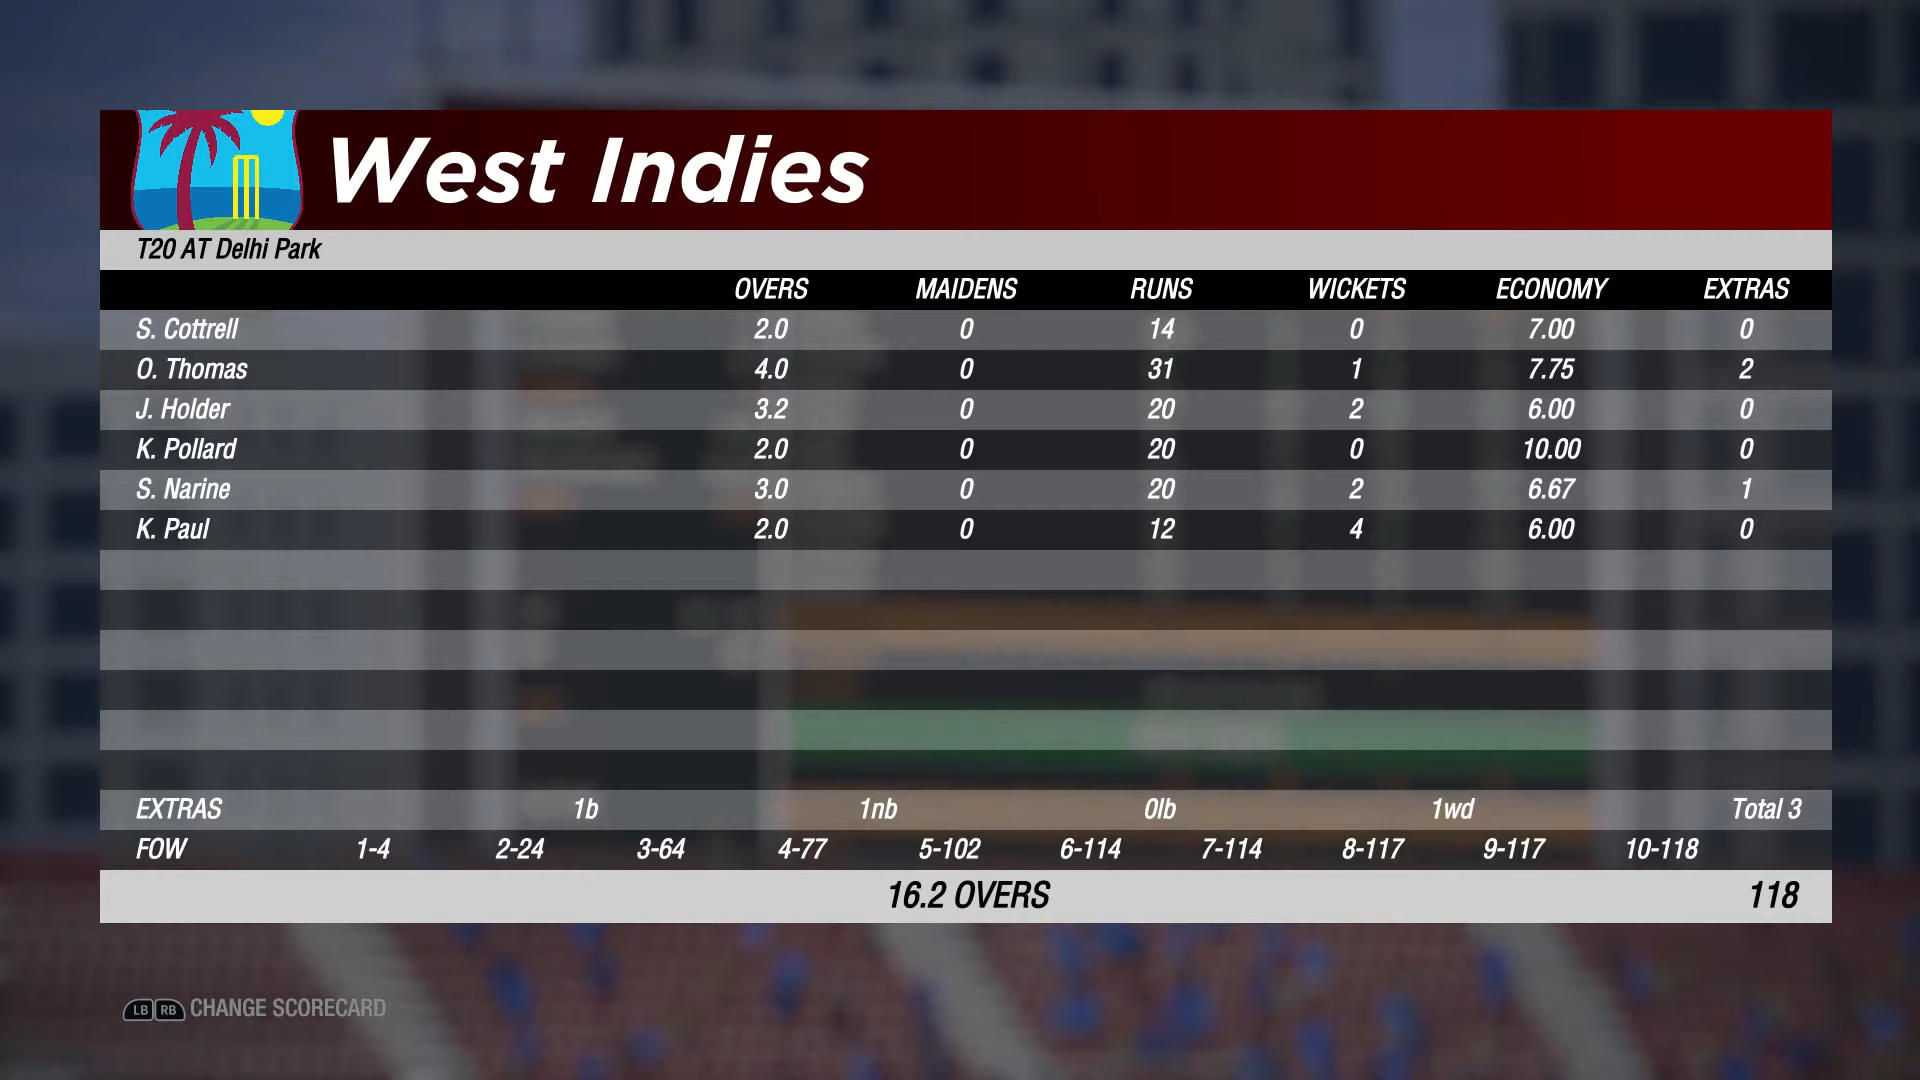 West Indies
T20 AT Delhi Park
OVERS MAIDENS RUNS WICKETS ECONOMY EXTRAS
S. Cottrell 2.0 0 14 0 7.00 0
O. Thomas 4.0 0 31 1 7.75 2
J. Holder 3.2 0 20 2 6.00 0
K. Pollard 2.0 0 20 0 10.00 0
S. Narine 3.0 0 20 2 6.67 1
K. Paul 2.0 0 12 4 6.00 0
EXTRAS 1b 1nb 0lb 1wd Total 3
FOW 1-4 2-24 3-64 4-77 5-102 6-114 7-114 8-117 9-117 10-118
16.2 OVERS 118
LB RB CHANGE SCORECARD